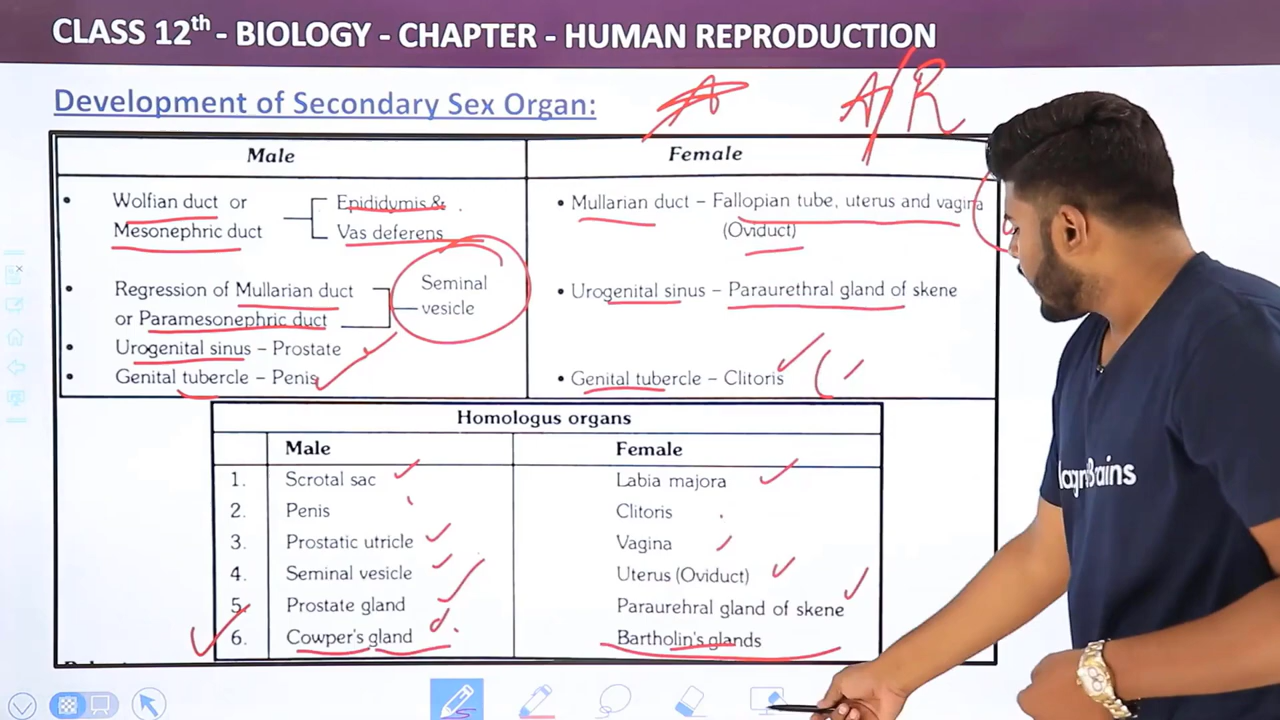 CLASS 12th - BIOLOGY - CHAPTER - HUMAN REPRODUCTION
Development of Secondary Sex Organ:
A A/R
Male Female
• Wolfian duct or Epididymis &
Mesonephric duct Vas deferens
• Mullarian duct – Fallopian tube, uterus and vagina
(Oviduct)
• Regression of Mullarian duct Seminal
or Paramesonephric duct vesicle
• Urogenital sinus – Paraurethral gland of skene
• Urogenital sinus – Prostate
• Genital tubercle – Penis • Genital tubercle – Clitoris
Homologus organs
Male Female
1. Scrotal sac Labia majora
2. Penis Clitoris
3. Prostatic utricle Vagina
4. Seminal vesicle Uterus (Oviduct)
5. Prostate gland Paraurehral gland of skene
6. Cowper's gland Bartholin's glands